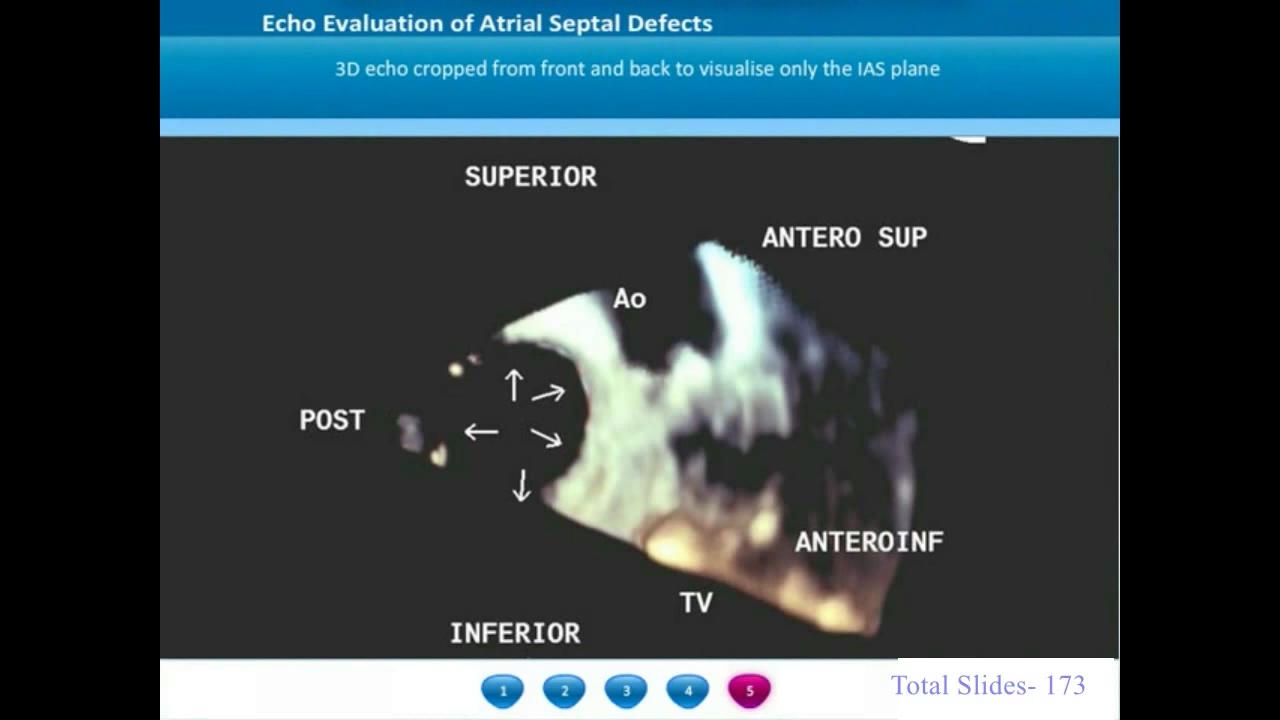 Echo Evaluation of Atrial Septal Defects
3D echo cropped from front and back to visualise only the IAS plane
SUPERIOR
ANTERO SUP
Ao
POST
ANTEROINF
TV
INFERIOR
1 2 3 4 5
Total Slides- 173